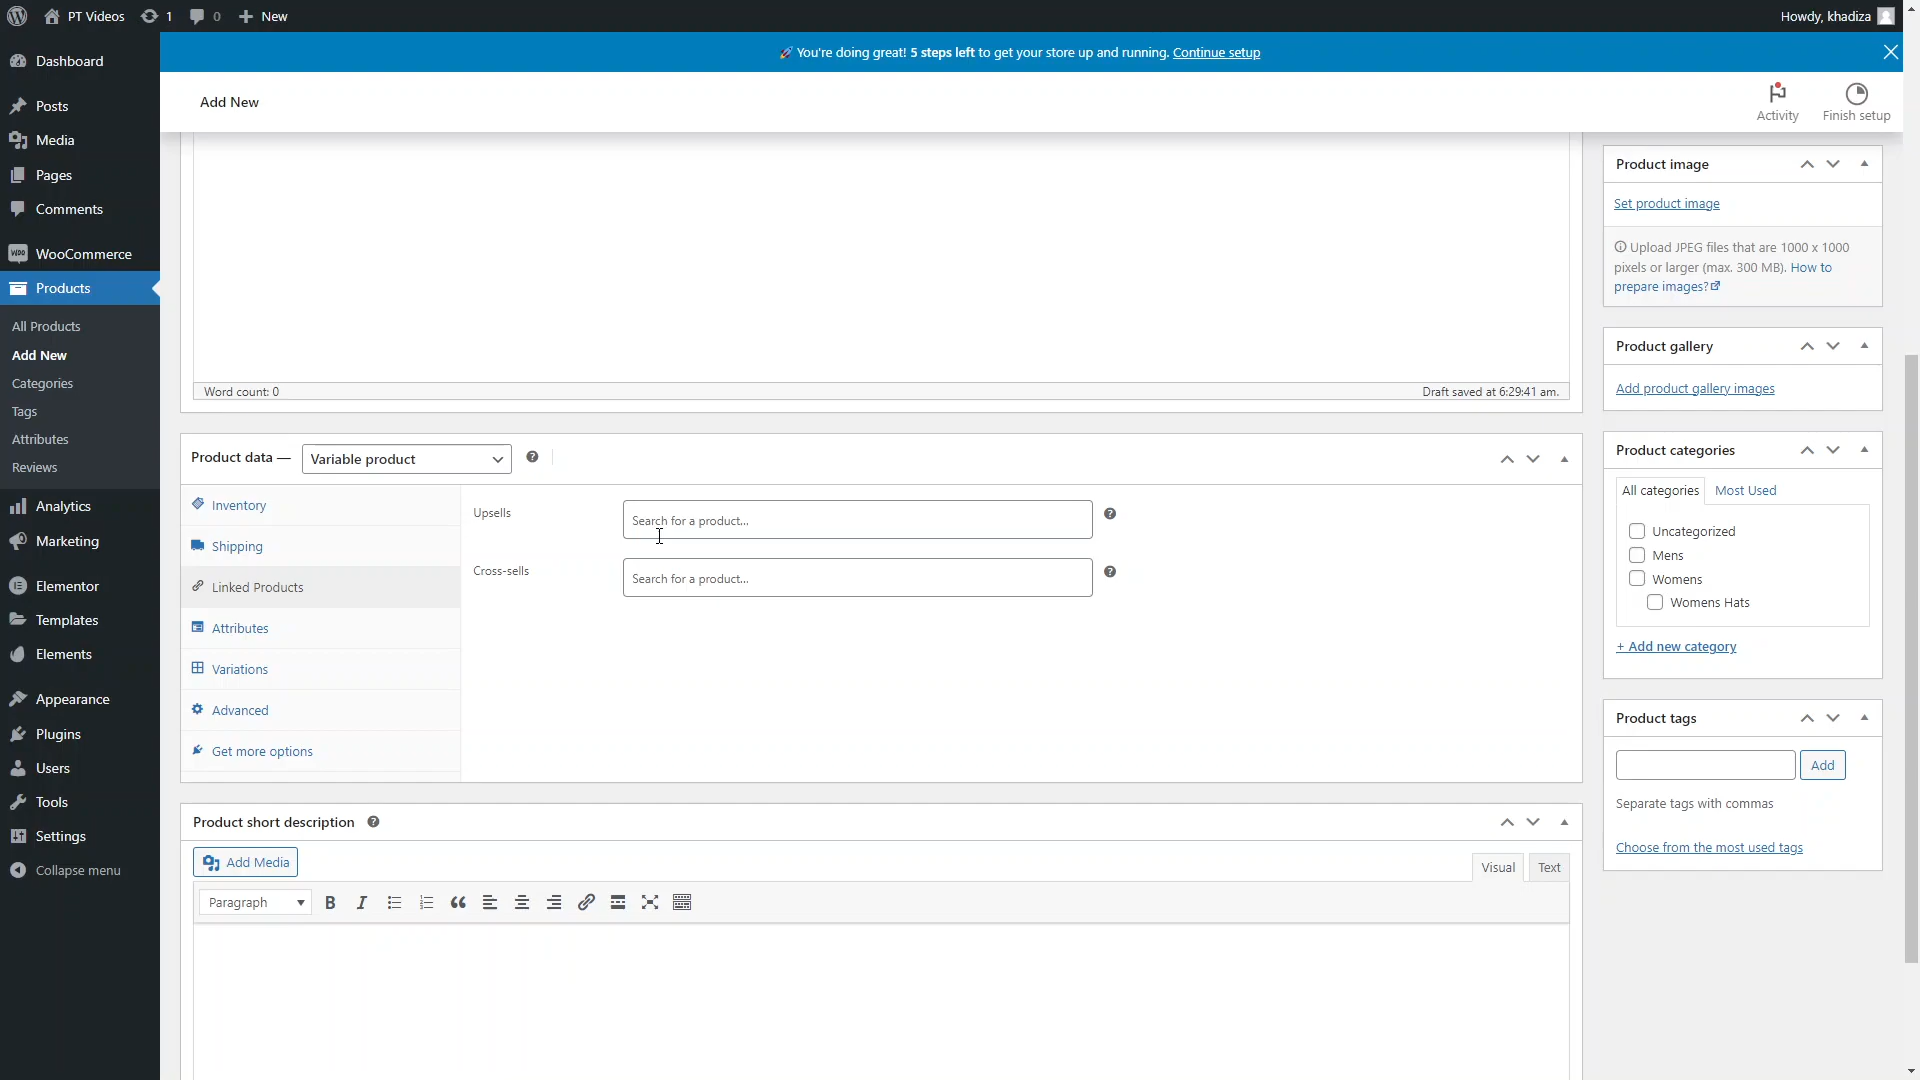 PT Videos
1
0
New
Howdy, khadiza
Dashboard
Posts
Media
Pages
Comments
WooCommerce
Products
All Products
Add New
Categories
Tags
Attributes
Reviews
Analytics
Marketing
Elementor
Templates
Elements
Appearance
Plugins
Users
Tools
Settings
Collapse menu
🚀 You're doing great! 5 steps left to get your store up and running. Continue setup
Add New
Activity
Finish setup
Word count: 0
Draft saved at 6:29:41 am.
Product data —
Variable product
Inventory
Shipping
Linked Products
Attributes
Variations
Advanced
Get more options
Upsells
Search for a product...
Cross-sells
Search for a product...
Product short description
Add Media
Visual
Text
Paragraph
B
I
Product image
Set product image
Upload JPEG files that are 1000 x 1000
pixels or larger (max. 300 MB). How to
prepare images?
Product gallery
Add product gallery images
Product categories
All categories
Most Used
Uncategorized
Mens
Womens
Womens Hats
+ Add new category
Product tags
Add
Separate tags with commas
Choose from the most used tags